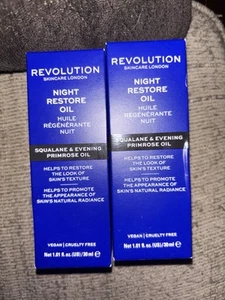 REVOLUTION
SKINCARE LONDON
NIGHT
RESTORE
OIL
HUILE
RÉGÉNÉRANTE
NUIT
SQUALANE & EVENING
PRIMROSE OIL
HELPS TO RESTORE
THE LOOK OF
SKIN'S TEXTURE
HELPS TO PROMOTE
THE APPEARANCE OF
SKIN'S NATURAL RADIANCE
VEGAN | CRUELTY FREE
Net 1.01 fl. oz. (US)/30ml e
REVOLUTION
SKINCARE LONDON
NIGHT
RESTORE
OIL
HUILE
RÉGÉNÉRANTE
NUIT
SQUALANE & EVENING
PRIMROSE OIL
HELPS TO RESTORE
THE LOOK OF
SKIN'S TEXTURE
HELPS TO PROMOTE
THE APPEARANCE OF
SKIN'S NATURAL RADIANCE
VEGAN | CRUELTY FREE
Net 1.01 fl. oz. (US)/30ml e